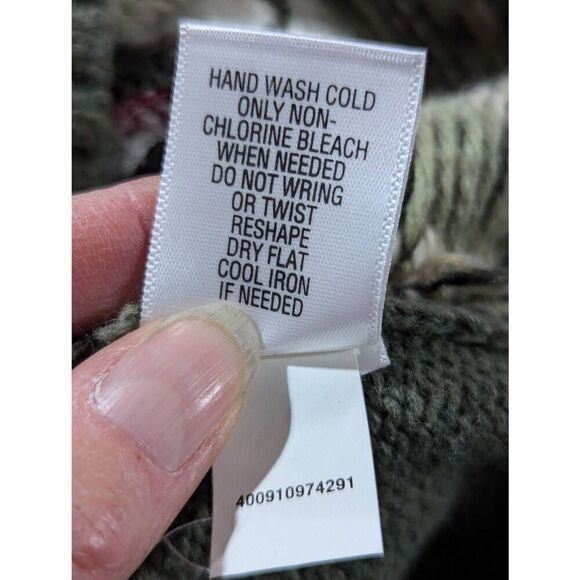 HAND WASH COLD
ONLY NON-
CHLORINE BLEACH
WHEN NEEDED
DO NOT WRING
OR TWIST
RESHAPE
DRY FLAT
COOL IRON
IF NEEDED
400910974291